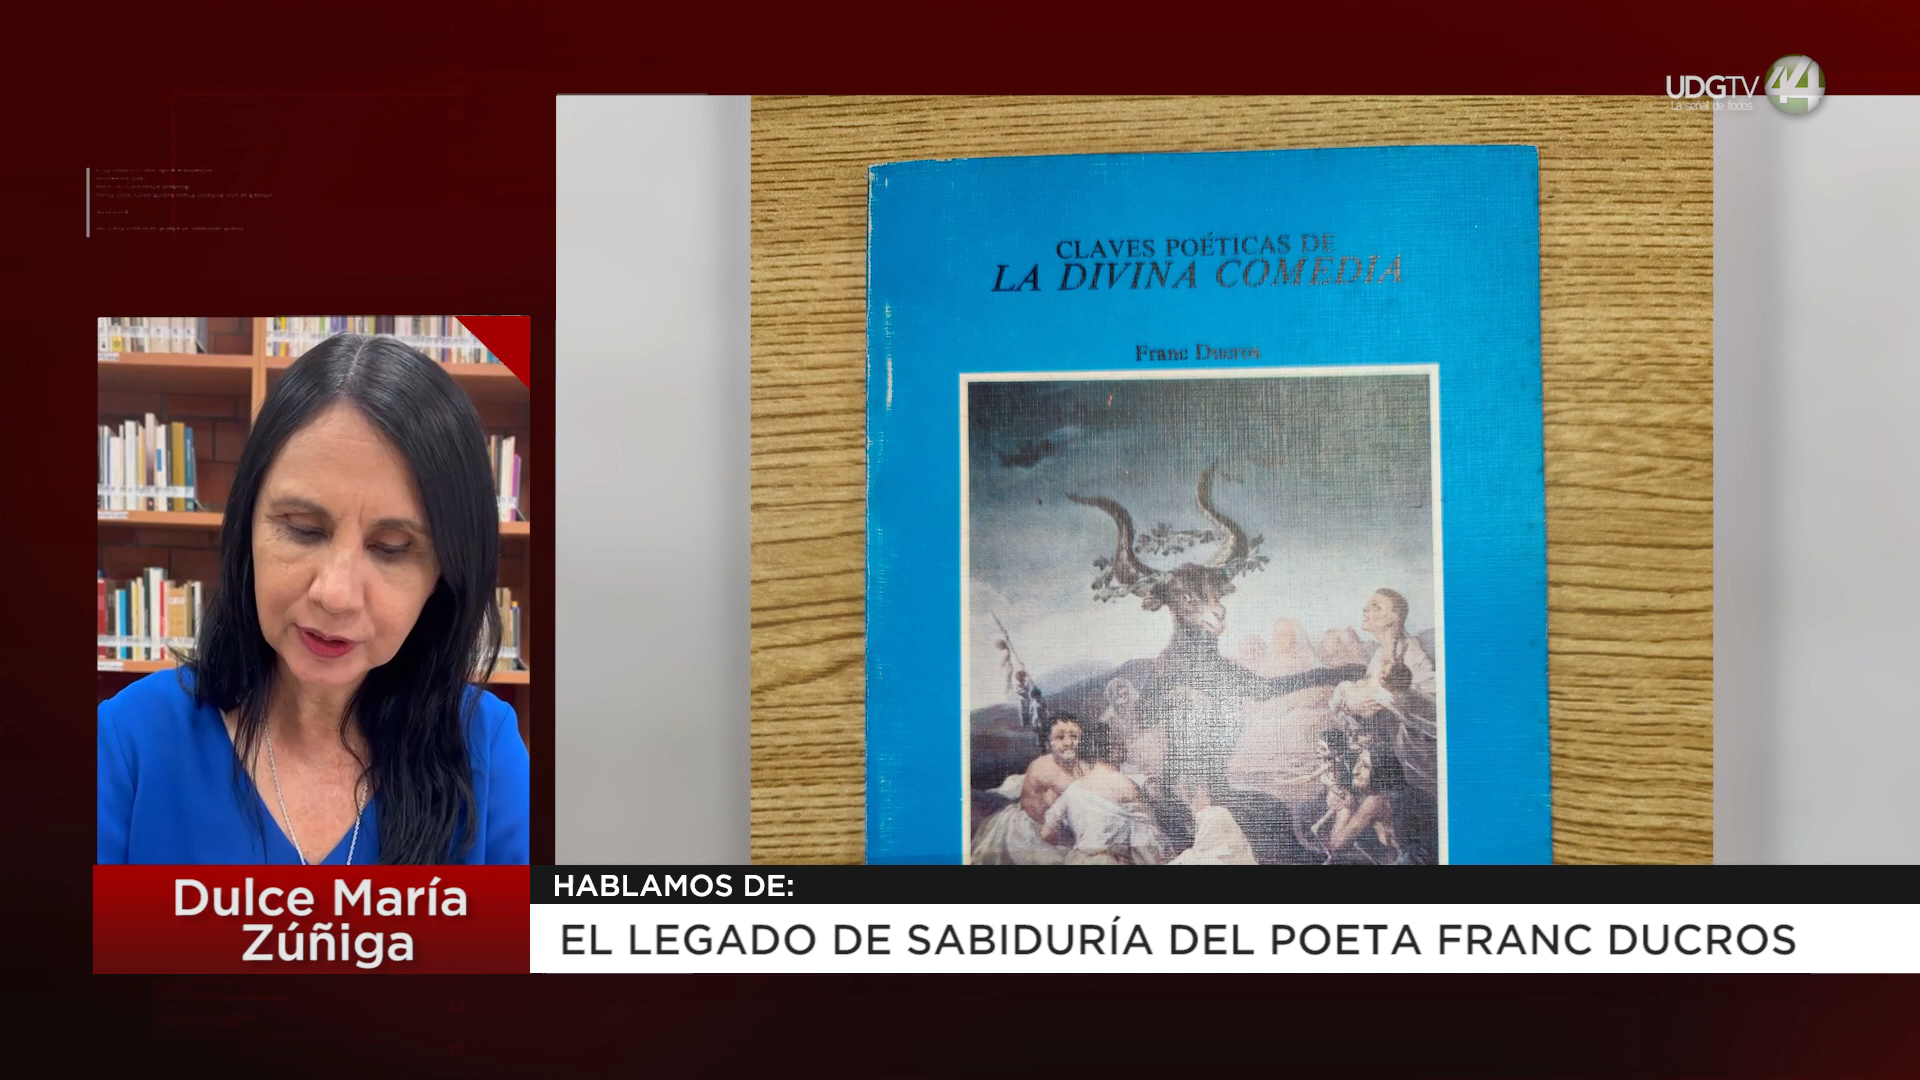 UDGTV 44
La señal de todos
CLAVES POÉTICAS DE
LA DIVINA COMEDIA
Franc Ducros
Dulce María
Zúñiga
HABLAMOS DE:
EL LEGADO DE SABIDURÍA DEL POETA FRANC DUCROS